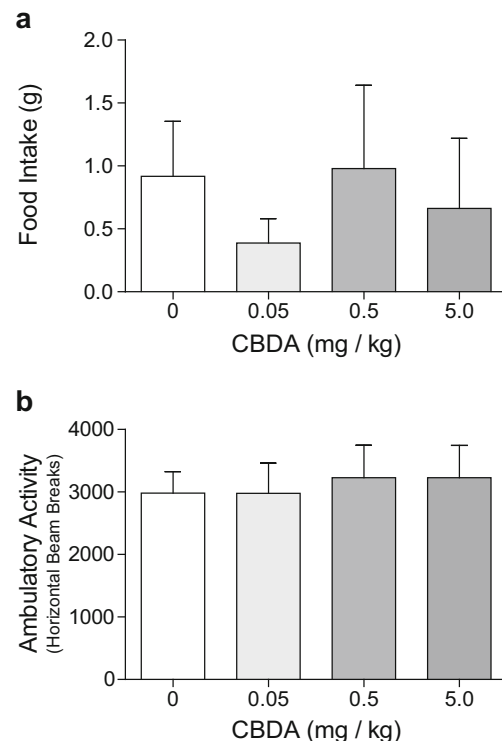 a
Food Intake (g)
2.0
1.5
1.0
0.5
0.0
0 0.05 0.5 5.0
CBDA (mg / kg)
b
Ambulatory Activity
(Horizontal Beam Breaks)
4000
3000
2000
1000
0
0 0.05 0.5 5.0
CBDA (mg / kg)